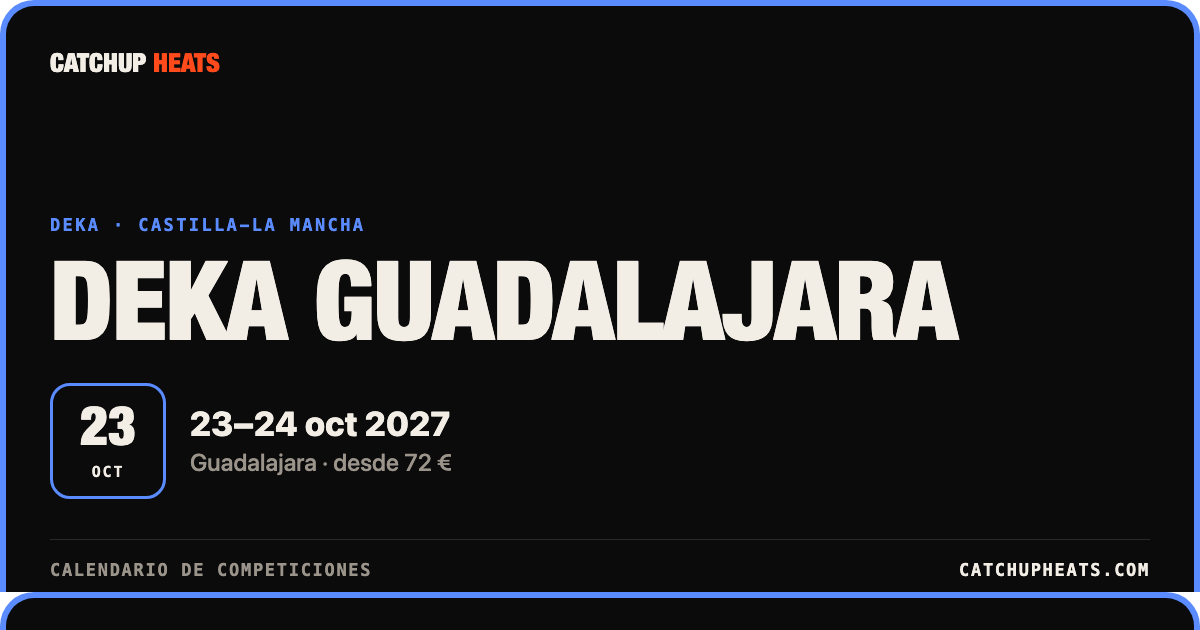 CATCHUP HEATS
DEKA · CASTILLA–LA MANCHA
DEKA GUADALAJARA
23
OCT
23–24 oct 2027
Guadalajara · desde 72 €
CALENDARIO DE COMPETICIONES
CATCHUPHEATS.COM